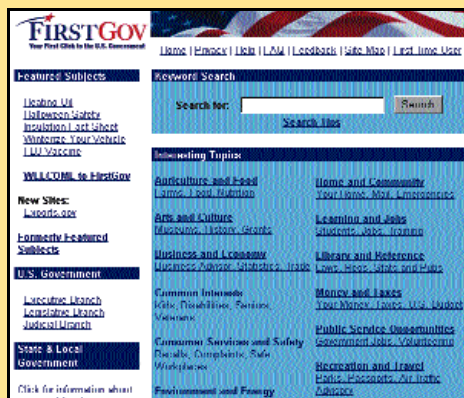 FIRSTGOV
Your First Click to the U.S. Government
Home | Privacy | Help | FAQ | Feedback | Site Map | First Time User
Featured Subjects
Heating Oil
Halloween Safety
Insulation Fact Sheet
Winterize Your Vehicle
FLU Vaccine
WELCOME to FirstGov
New Sites:
Exports.gov
Formerly Featured
Subjects
U.S. Government
Executive Branch
Legislative Branch
Judicial Branch
State & Local
Government
Click for information about
Keyword Search
Search for:
Search
Search Tips
Interesting Topics
Agriculture and Food
Farms, Food, Nutrition
Arts and Culture
Museums, History, Grants
Business and Economy
Business Advisor, Statistics, Trade
Common Interests
Kids, Disabilities, Seniors,
Veterans
Consumer Services and Safety
Recalls, Complaints, Safe
Workplaces
Environment and Energy
Home and Community
Your Home, Mail, Emergencies
Learning and Jobs
Students, Jobs, Training
Library and Reference
Laws, Regs, Stats and Pubs
Money and Taxes
Your Money, Taxes, U.S. Budget
Public Service Opportunities
Government Jobs, Volunteering
Recreation and Travel
Parks, Passports, Air Traffic
Advisory